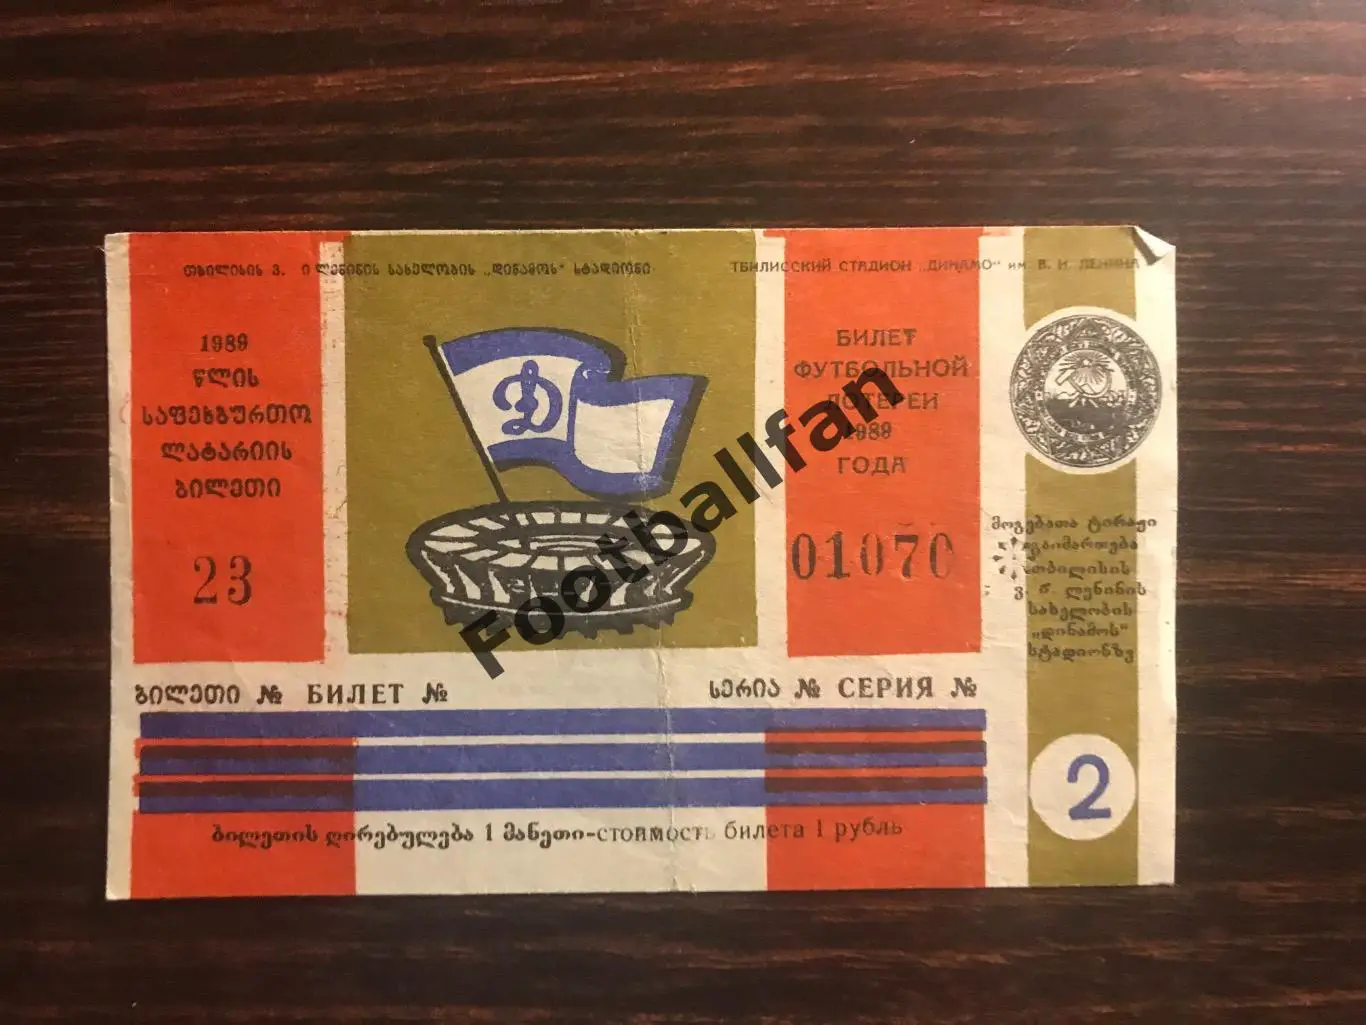 თბილისის ვ. ი ლენინის სახელობის „დინამოს“ სტადიონი
ТБИЛИССКИЙ СТАДИОН „ДИНАМО“ им. В. И. ЛЕНИНА
1989
წლის
საფეხბურთო
ლატარიის
ბილეთი
23
БИЛЕТ
ФУТБОЛЬНОЙ
ЛОТЕРЕИ
1989
ГОДА
01070
მოგებათა ტირაჟი
გაიმართება
თბილისის
ვ. ი. ლენინის
სახელობის
„დინამოს“
სტადიონზე
ბილეთი № БИЛЕТ №
სერია № СЕРИЯ №
2
ბილეთის ღირებულება 1 მანეთი-стоимость билета 1 рубль
Footballfan